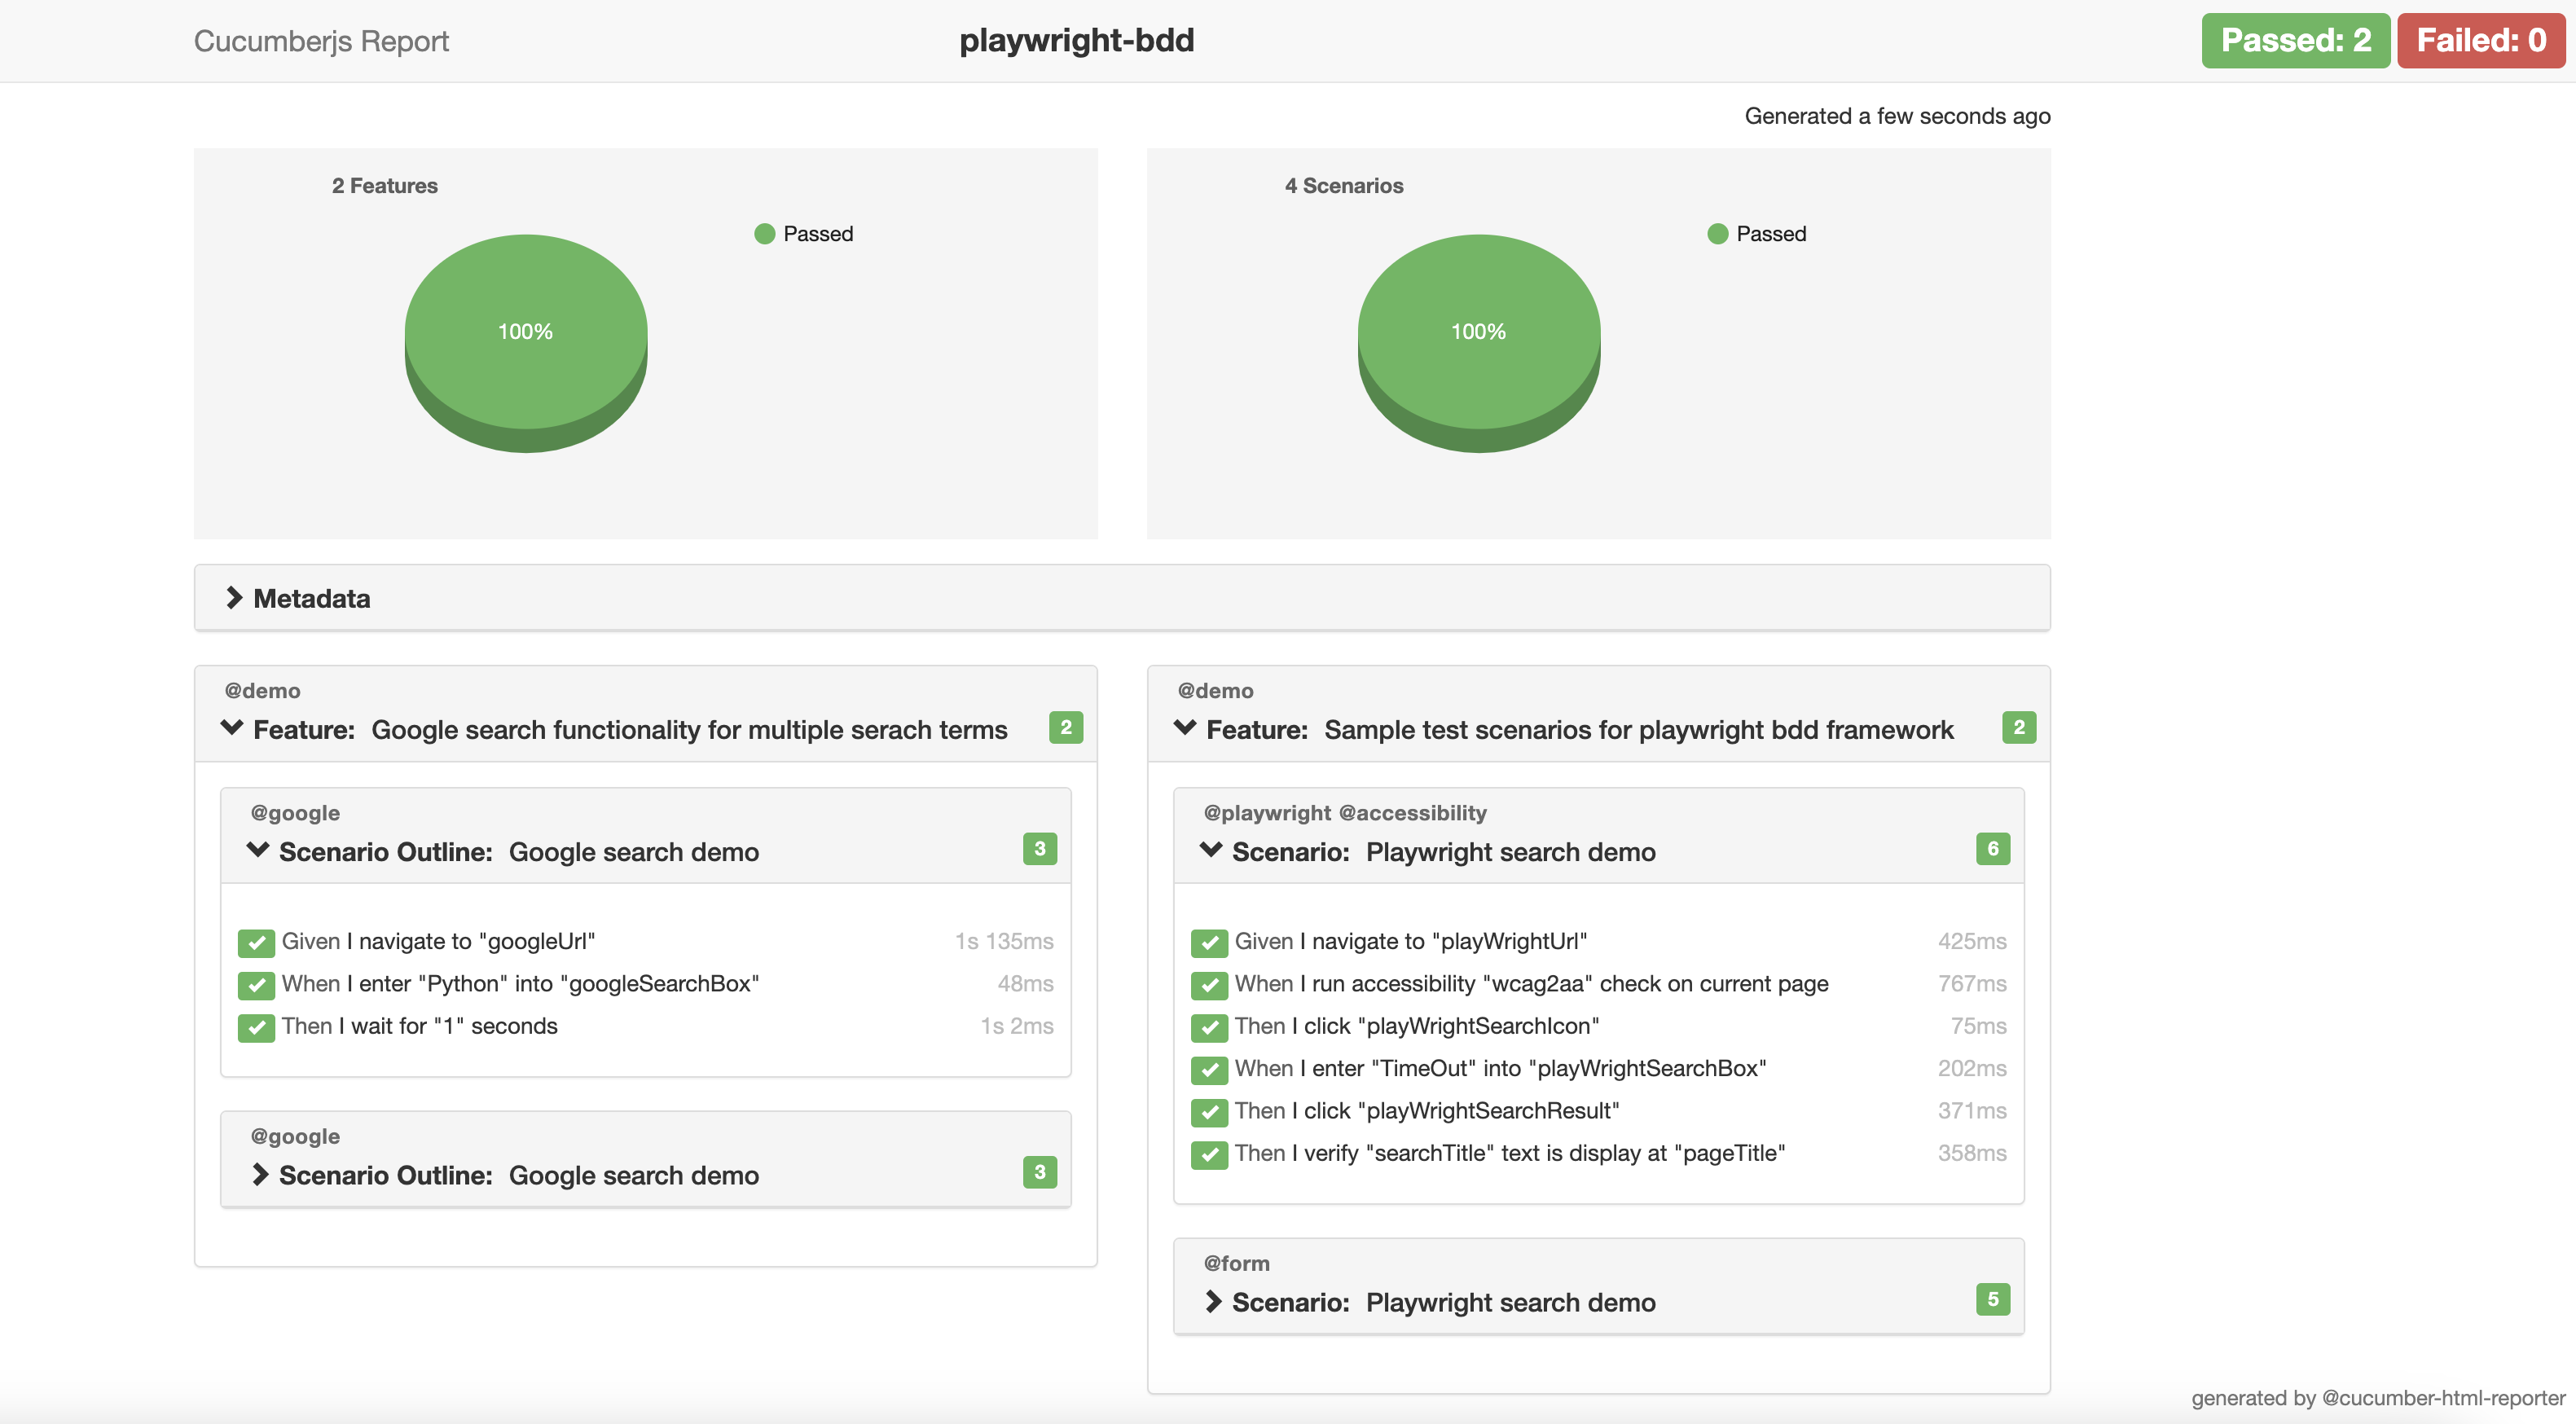 Cucumberjs Report
playwright-bdd
Passed: 2
Failed: 0
Generated a few seconds ago
2 Features
Passed
100%
4 Scenarios
Passed
100%
Metadata
@demo
Feature: Google search functionality for multiple serach terms
2
@google
Scenario Outline: Google search demo
3
Given I navigate to "googleUrl"
1s 135ms
When I enter "Python" into "googleSearchBox"
48ms
Then I wait for "1" seconds
1s 2ms
@google
Scenario Outline: Google search demo
3
@demo
Feature: Sample test scenarios for playwright bdd framework
2
@playwright @accessibility
Scenario: Playwright search demo
6
Given I navigate to "playWrightUrl"
425ms
When I run accessibility "wcag2aa" check on current page
767ms
Then I click "playWrightSearchIcon"
75ms
When I enter "TimeOut" into "playWrightSearchBox"
202ms
Then I click "playWrightSearchResult"
371ms
Then I verify "searchTitle" text is display at "pageTitle"
358ms
@form
Scenario: Playwright search demo
5
generated by @cucumber-html-reporter